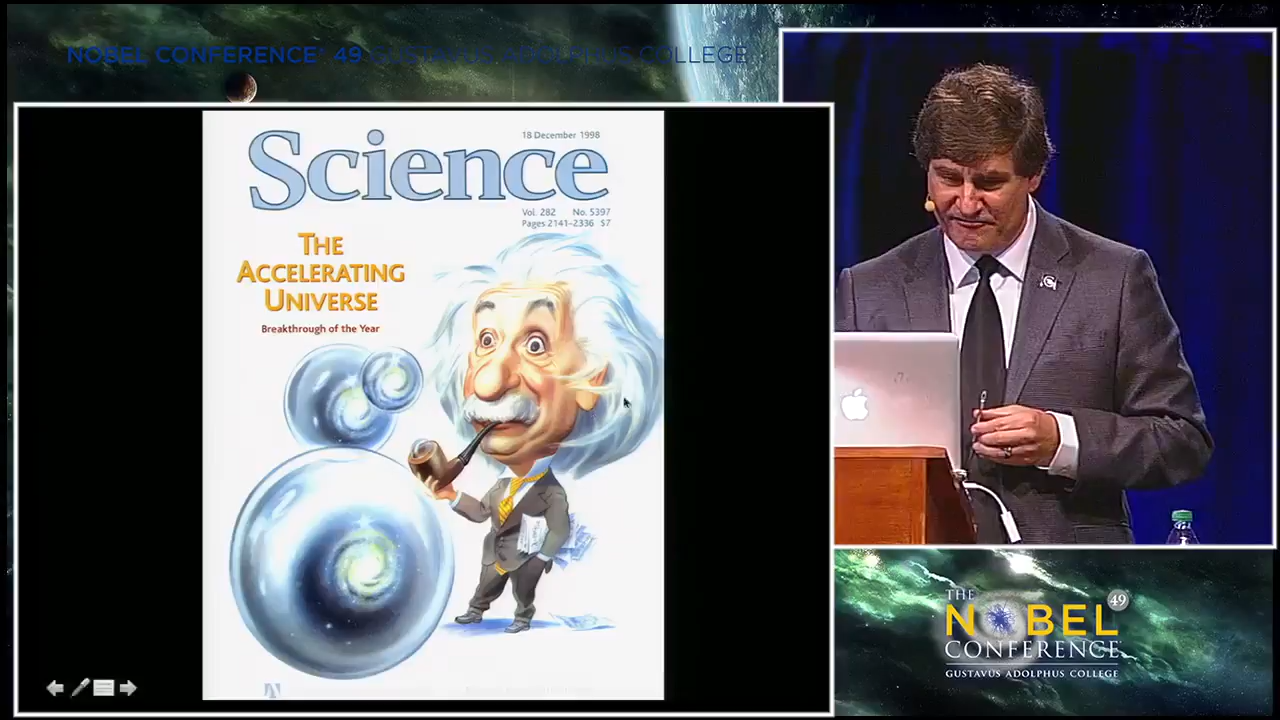 NOBEL CONFERENCE 49 GUSTAVUS ADOLPHUS COLLEGE
18 December 1998
Science
Vol. 282 No. 5397
Pages 2141–2336 $7
THE
ACCELERATING
UNIVERSE
Breakthrough of the Year
THE
NOBEL 49
CONFERENCE
GUSTAVUS ADOLPHUS COLLEGE